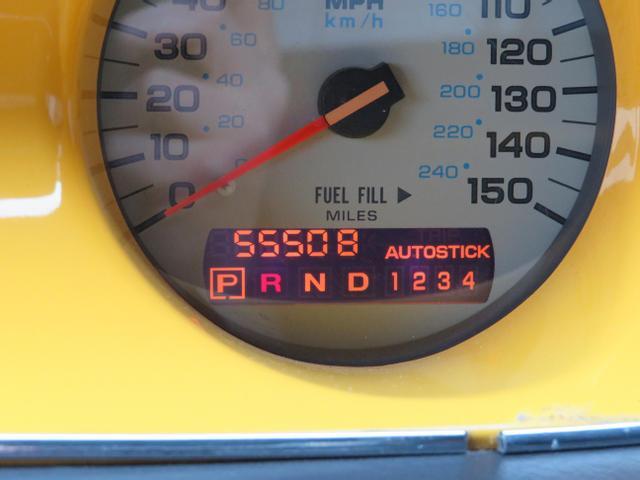 40 60 80 MPH 160 110
km/h
30 180 120
20 40 200 130
10 20 220 140
0 0 240 150
FUEL FILL ▶
MILES
55508 AUTOSTICK
P R N D 1 2 3 4